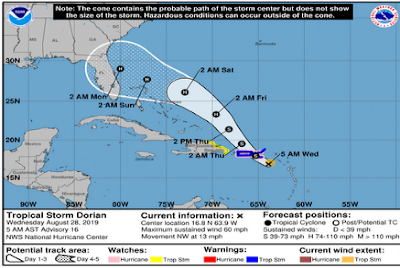 Note: The cone contains the probable path of the storm center but does not show
the size of the storm. Hazardous conditions can occur outside of the cone.
NOAA
30N
25N
20N
15N
10N
2 AM Sat
2 AM Mon
2 AM Sun
2 AM Fri
2 PM Thu
2 AM Thu
5 AM Wed
H
H
H
H
S
S
Bermuda
90W
85W
80W
75W
70W
65W
60W
Tropical Storm Dorian
Wednesday August 28, 2019
5 AM AST Advisory 16
NWS National Hurricane Center
Current information: x
Center location 16.8 N 63.9 W
Maximum sustained wind 60 mph
Movement NW at 13 mph
Forecast positions:
Tropical Cyclone Post/Potential TC
Sustained winds: D < 39 mph
S 39-73 mph H 74-110 mph M > 110 mph
Potential track area:
Day 1-3 Day 4-5
Watches:
Hurricane Trop Stm
Warnings:
Hurricane Trop Stm
Current wind extent:
Hurricane Trop Stm